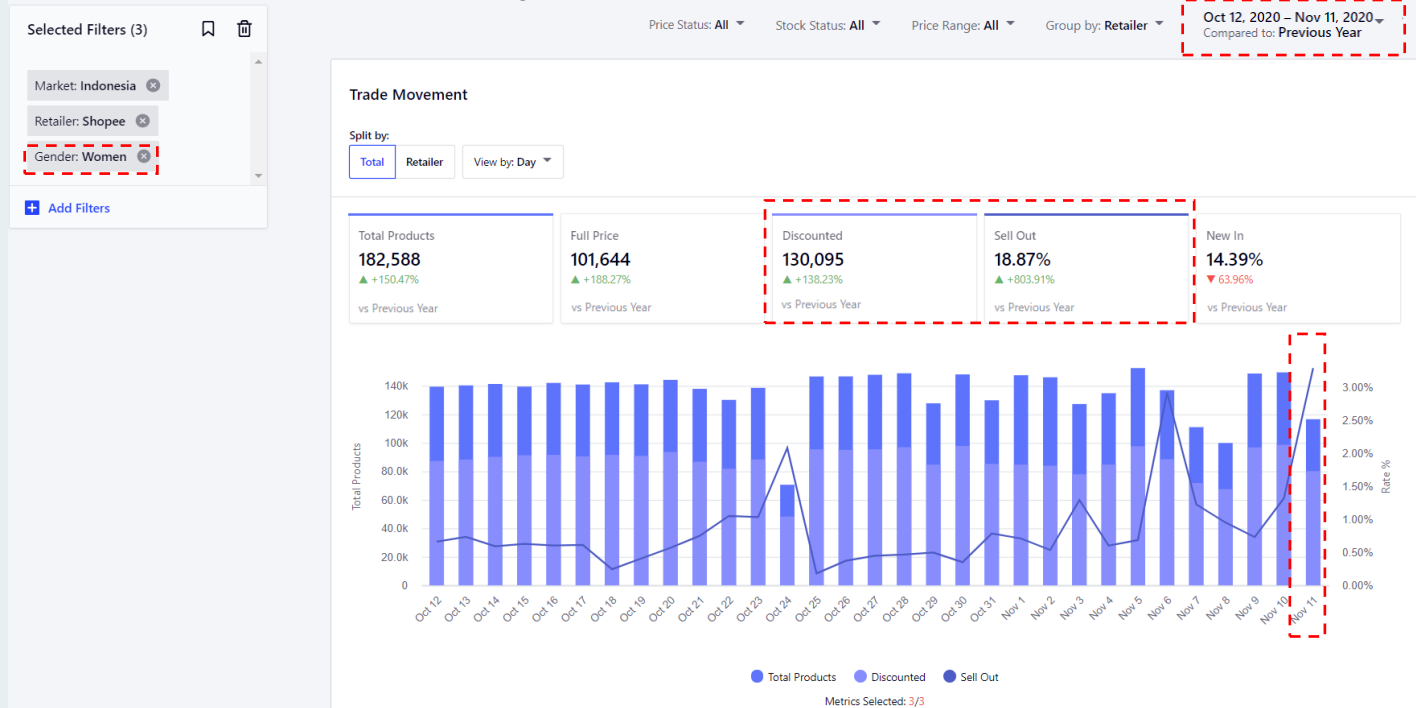 Selected Filters (3)
Market: Indonesia
Retailer: Shopee
Gender: Women
Add Filters
Price Status: All
Stock Status: All
Price Range: All
Group by: Retailer
Oct 12, 2020 – Nov 11, 2020
Compared to: Previous Year
Trade Movement
Split by:
Total
Retailer
View by: Day
Total Products
182,588
+150.47%
vs Previous Year
Full Price
101,644
+188.27%
vs Previous Year
Discounted
130,095
+138.23%
vs Previous Year
Sell Out
18.87%
+803.91%
vs Previous Year
New In
14.39%
63.96%
vs Previous Year
Total Products
140k
120k
100k
80.0k
60.0k
40.0k
20.0k
0
3.00%
2.50%
2.00%
1.50%
1.00%
0.50%
0.00%
Rate %
Oct 12
Oct 13
Oct 14
Oct 15
Oct 16
Oct 17
Oct 18
Oct 19
Oct 20
Oct 21
Oct 22
Oct 23
Oct 24
Oct 25
Oct 26
Oct 27
Oct 28
Oct 29
Oct 30
Oct 31
Nov 1
Nov 2
Nov 3
Nov 4
Nov 5
Nov 6
Nov 7
Nov 8
Nov 9
Nov 10
Nov 11
Total Products
Discounted
Sell Out
Metrics Selected: 3/3